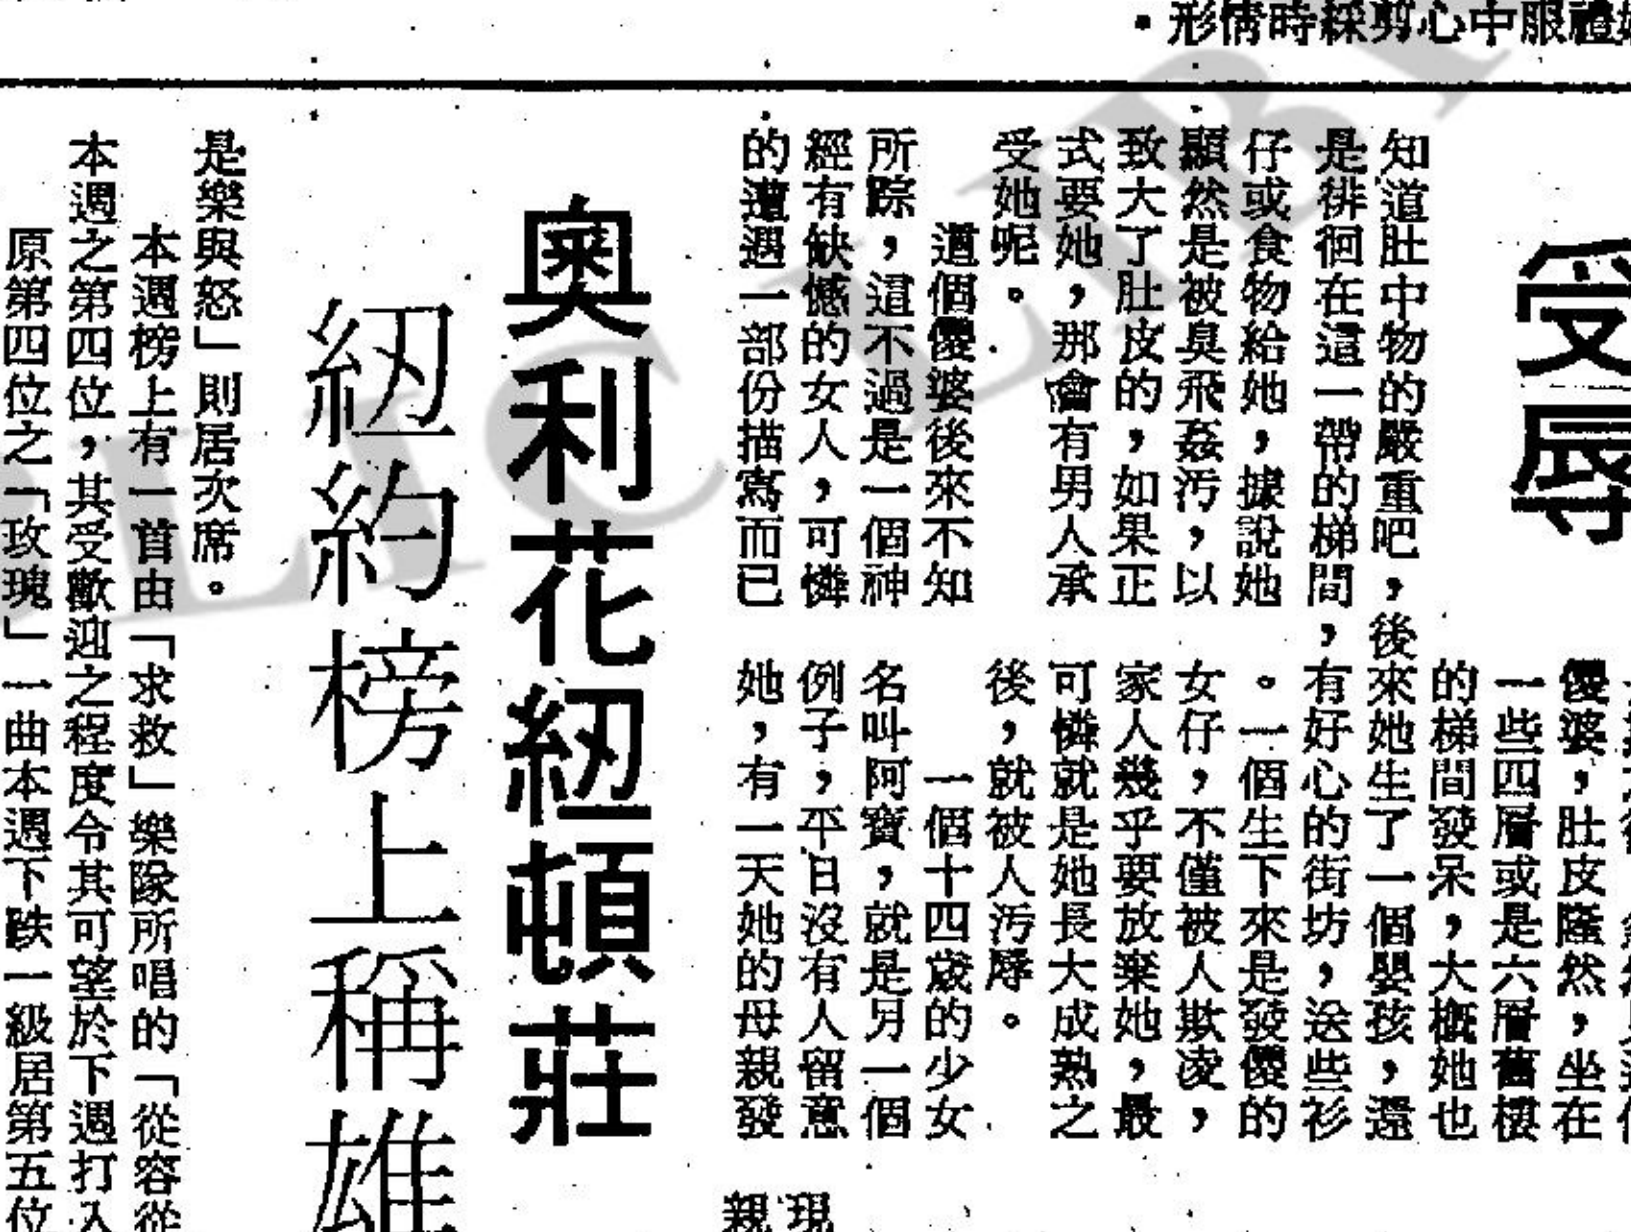 禮服中心剪綵時情形・
受辱
傻婆，肚皮隆然，坐在
一些四層或是六層舊樓
的梯間發呆，大概她也
知道肚中物的嚴重吧，後來她生了一個嬰孩，還
是徘徊在這一帶的梯間，有好心的街坊，送些衫
仔或食物給她，據說她
顯然是被臭飛姦污，以
致大了肚皮的，如果正
式要她，那會有男人承
受她呢。
這個傻婆後來不知
所踪，這不過是一個神
經有缺憾的女人，可憐
的遭遇一部份描寫而已
。一個生下來是發傻的
女仔，不僅被人欺凌，
家人幾乎要放棄她，最
可憐就是她長大成熟之
後，就被人污辱。
一個十四歲的少女
名叫阿寶，就是另一個
例子，平日沒有人留意
她，有一天她的母親發
現
親
奧利花紐頓莊
紐約榜上稱雄
是樂與怒」則居次席。
本週榜上有一首由「求救」樂隊所唱的「從容從
本週之第四位，其受歡迎之程度令其可望於下週打入
原第四位之「玫瑰」一曲本週下跌一級居第五位